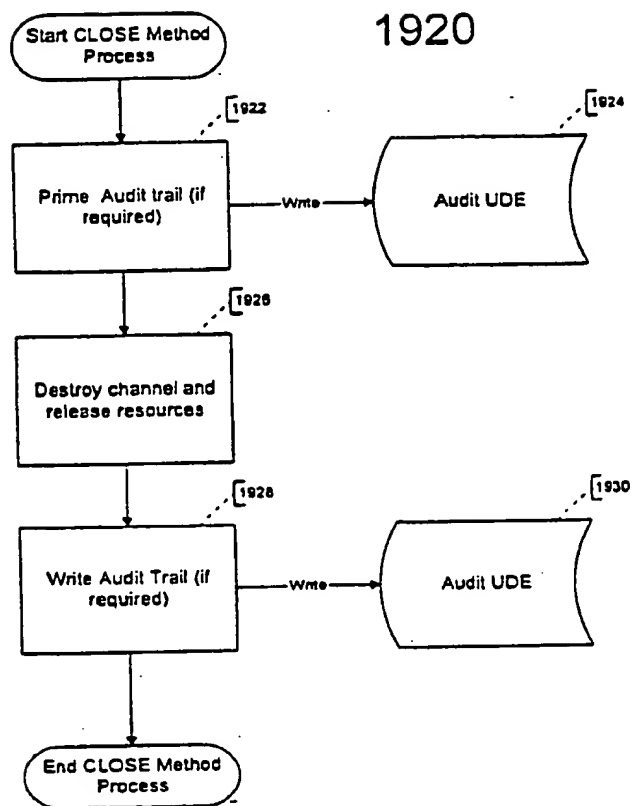 1920
Start CLOSE Method
Process
1922
1924
Prime Audit trail (if
required)
Write
Audit UDE
1926
Destroy channel and
release resources
1928
1930
Write Audit Trail (if
required)
Write
Audit UDE
End CLOSE Method
Process